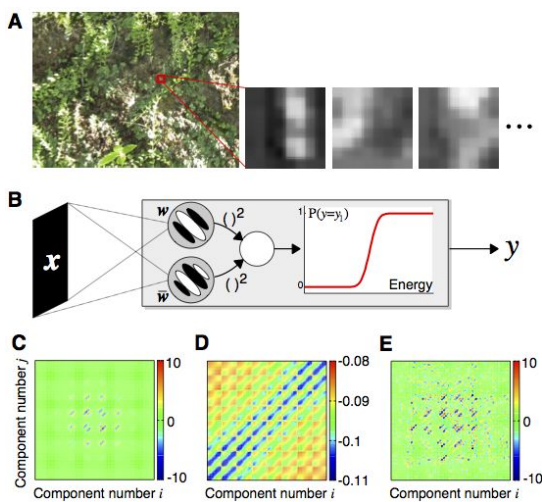 A
...
B
x
w
( )²
w̄
( )²
1
P(y=y₁)
0
Energy
y
C
D
E
Component number j
10
0
-10
-0.08
-0.09
-0.1
-0.11
10
0
-10
Component number i
Component number i
Component number i